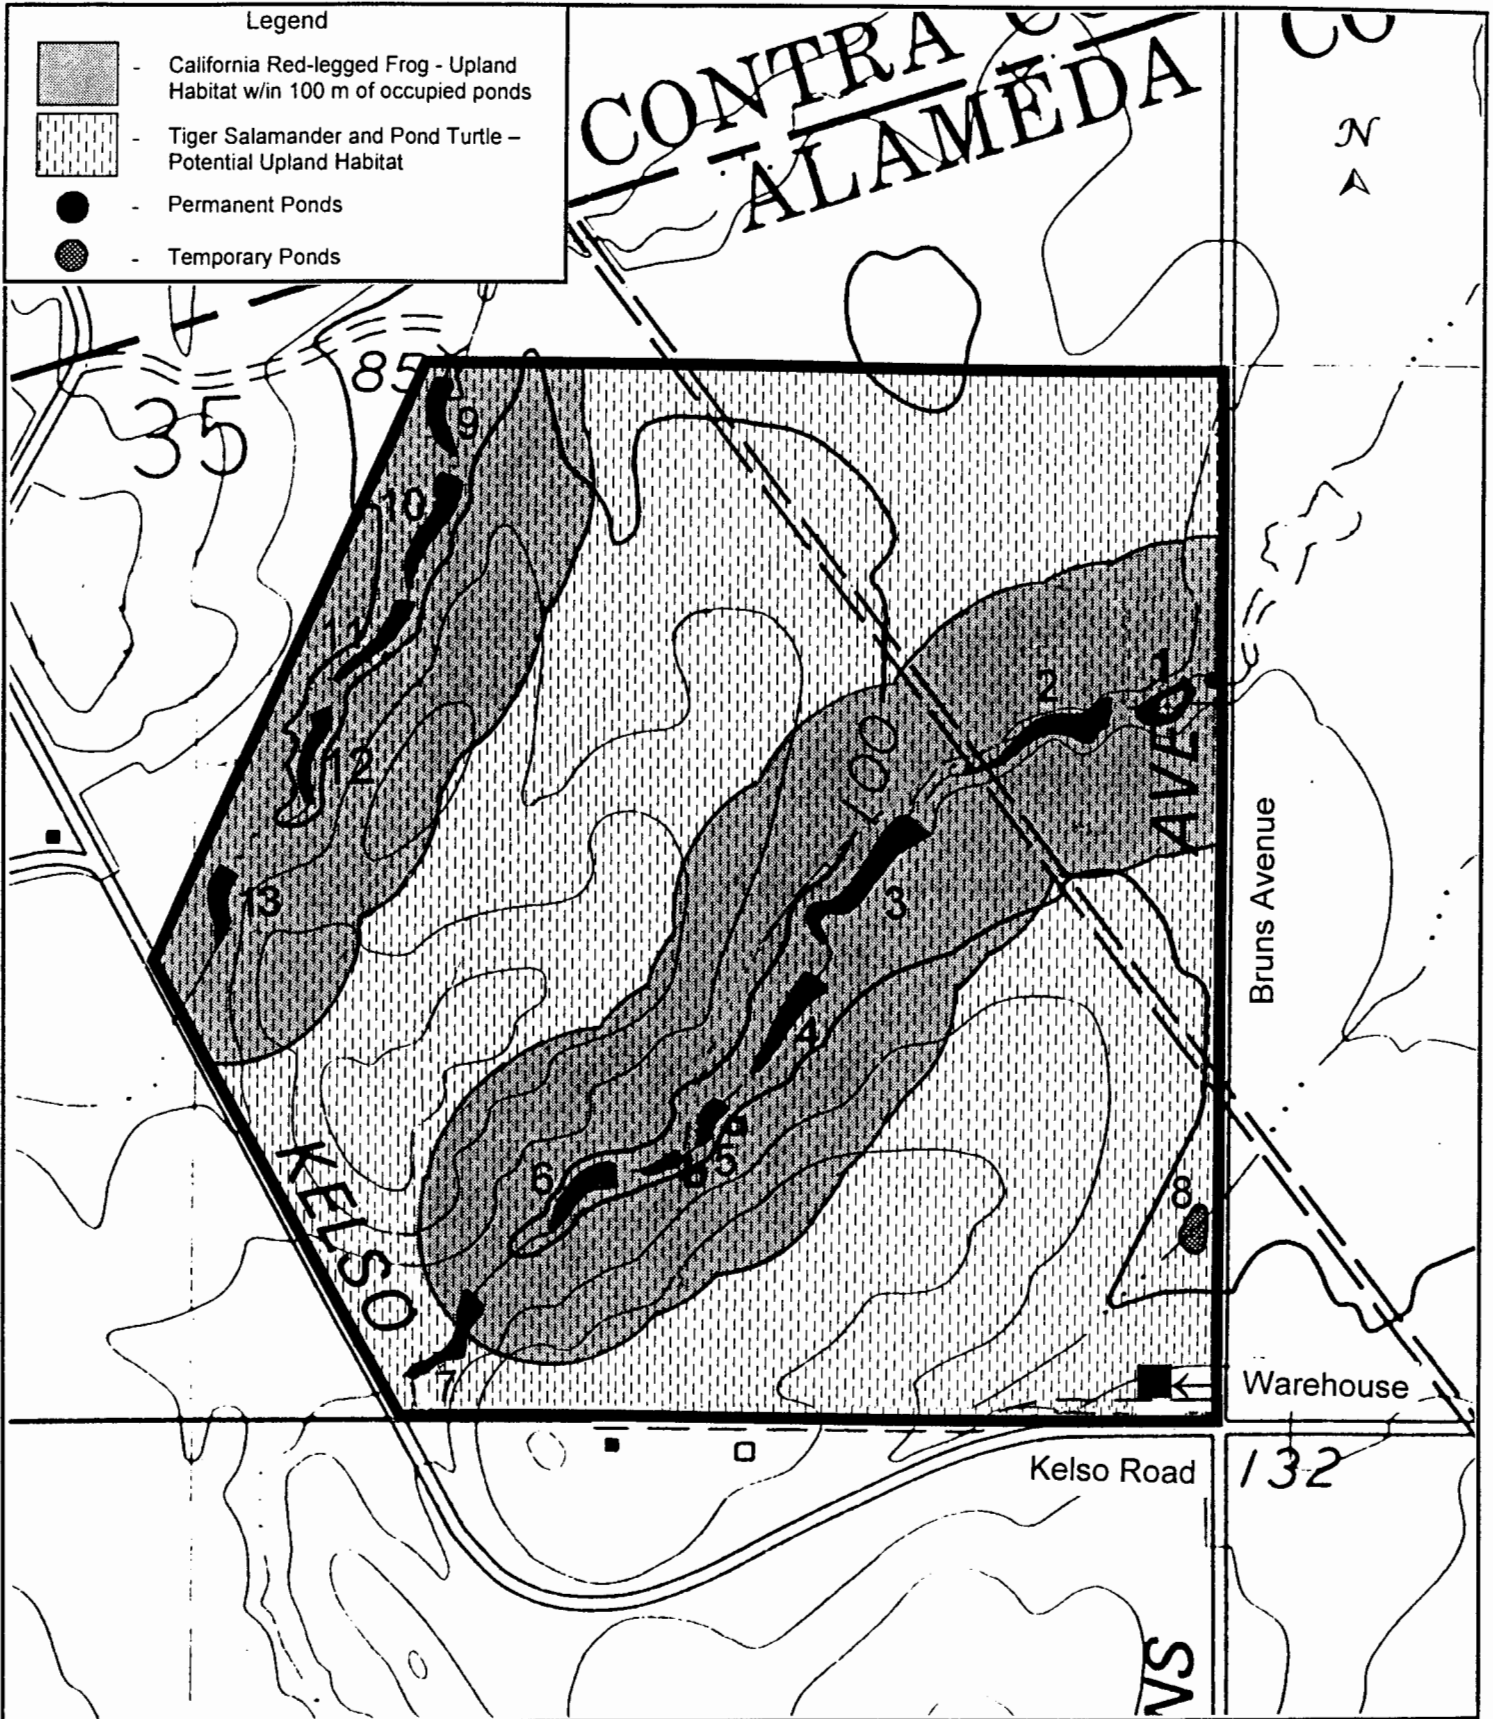 Legend
- California Red-legged Frog - Upland
Habitat w/in 100 m of occupied ponds
- Tiger Salamander and Pond Turtle –
Potential Upland Habitat
- Permanent Ponds
- Temporary Ponds
CONTRA
ALAMEDA
CO
N
85
35
9
10
11
12
13
1
2
100
AVE
3
4
5
6
7
8
KELSO
Bruns Avenue
Warehouse
Kelso Road
132
NS